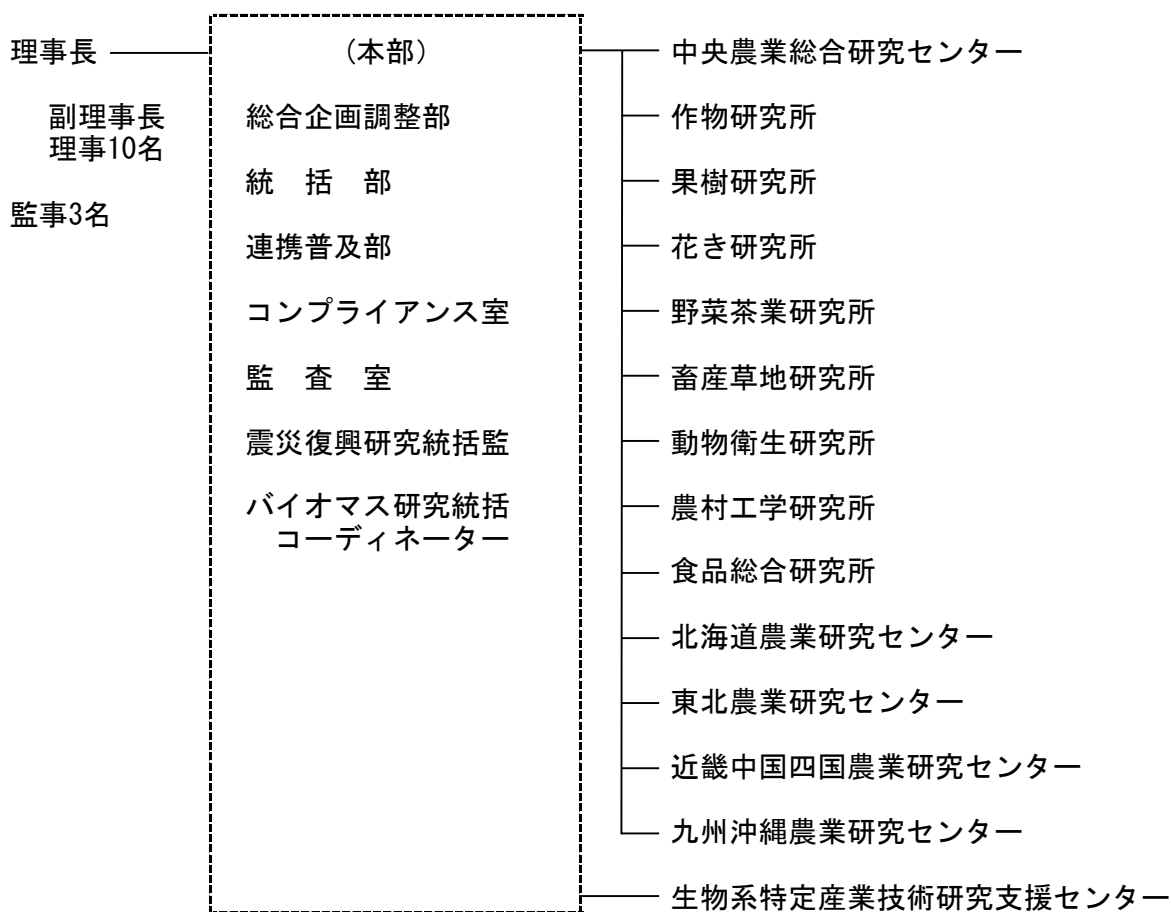 理事長
副理事長
理事10名
監事3名
(本部)
総合企画調整部
統　括　部
連携普及部
コンプライアンス室
監　査　室
震災復興研究統括監
バイオマス研究統括
コーディネーター
中央農業総合研究センター
作物研究所
果樹研究所
花き研究所
野菜茶業研究所
畜産草地研究所
動物衛生研究所
農村工学研究所
食品総合研究所
北海道農業研究センター
東北農業研究センター
近畿中国四国農業研究センター
九州沖縄農業研究センター
生物系特定産業技術研究支援センター